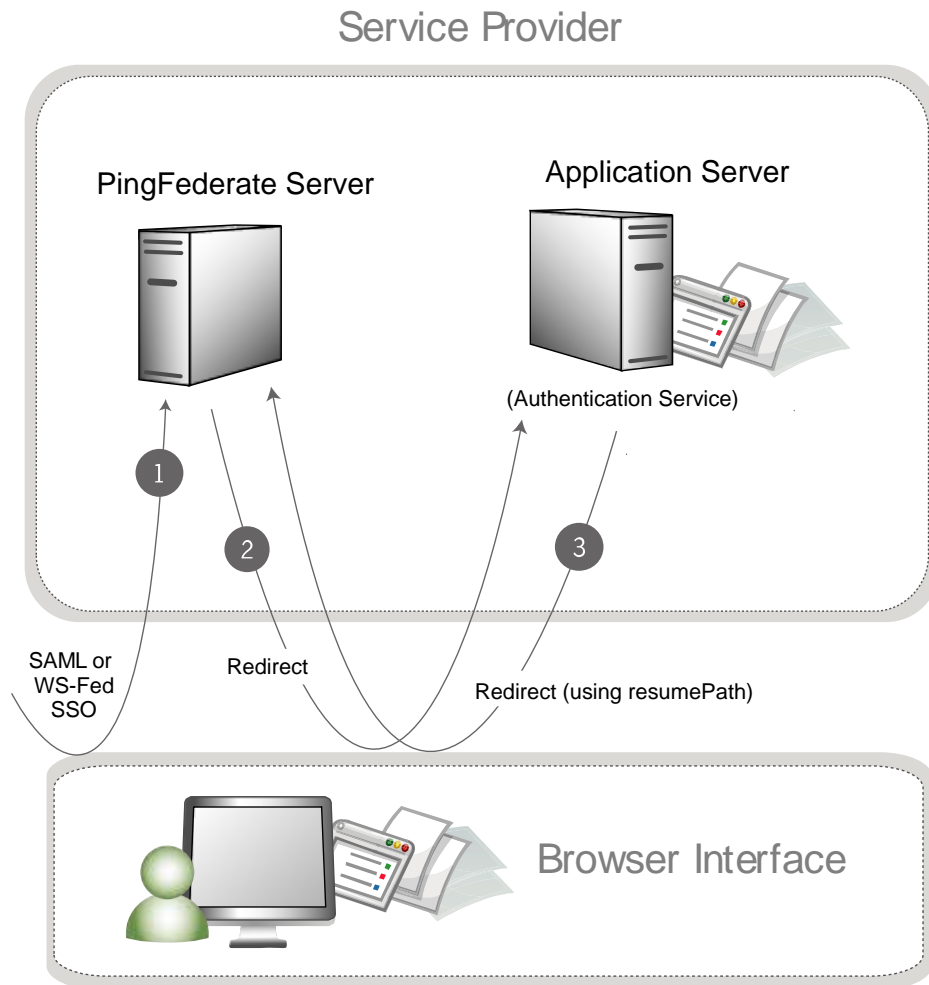 Service Provider
PingFederate Server
Application Server
(Authentication Service)
1
2
3
SAML or
WS-Fed
SSO
Redirect
Redirect (using resumePath)
Browser Interface